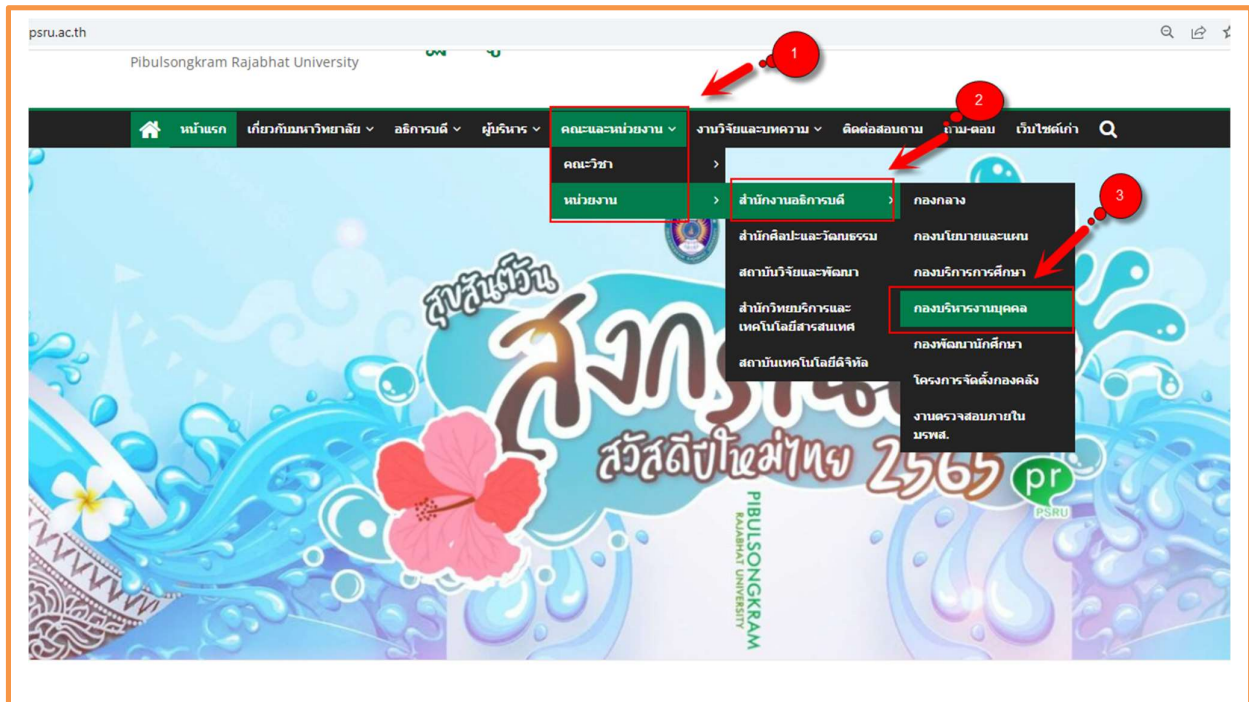 psru.ac.th
Pibulsongkram Rajabhat University
1
2
3
หน้าแรก เกี่ยวกับมหาวิทยาลัย อธิการบดี ผู้บริหาร คณะและหน่วยงาน งานวิจัยและบทความ ติดต่อสอบถาม ถาม-ตอบ เว็บไซต์เก่า
คณะวิชา
หน่วยงาน
สำนักงานอธิการบดี
สำนักศิลปะและวัฒนธรรม
สถาบันวิจัยและพัฒนา
สำนักวิทยบริการและ
เทคโนโลยีสารสนเทศ
สถาบันเทคโนโลยีดิจิทัล
กองกลาง
กองนโยบายและแผน
กองบริการการศึกษา
กองบริหารงานบุคคล
กองพัฒนานักศึกษา
โครงการจัดตั้งกองคลัง
งานตรวจสอบภายใน
มรพส.
สุขสันต์วัน
สวัสดีปีใหม่ไทย 2565
pr
PSRU
PIBULSONGKRAM
RAJABHAT UNIVERSITY